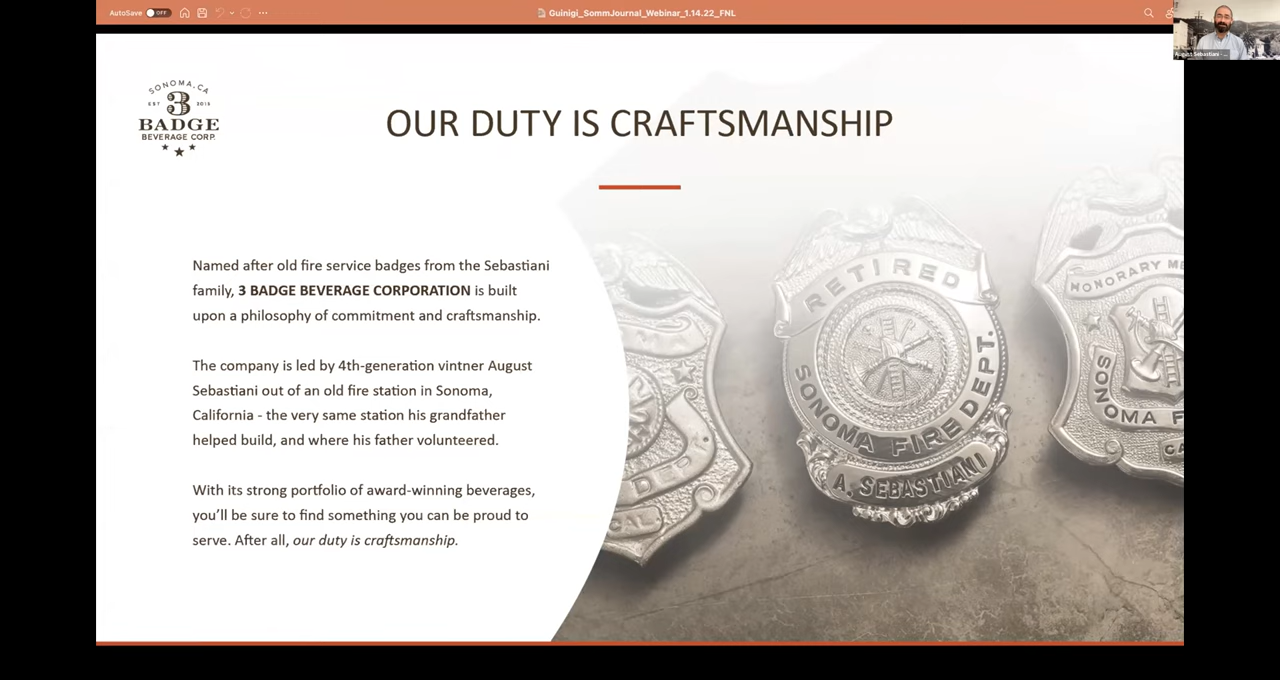 AutoSave OFF
Guinigi_SommJournal_Webinar_1.14.22_FNL
August Sebastiani - ...
SONOMA, CA
EST 3 2016
BADGE
BEVERAGE CORP.
OUR DUTY IS CRAFTSMANSHIP
Named after old fire service badges from the Sebastiani
family, 3 BADGE BEVERAGE CORPORATION is built
upon a philosophy of commitment and craftsmanship.
The company is led by 4th-generation vintner August
Sebastiani out of an old fire station in Sonoma,
California - the very same station his grandfather
helped build, and where his father volunteered.
With its strong portfolio of award-winning beverages,
you’ll be sure to find something you can be proud to
serve. After all, our duty is craftsmanship.
RETIRED
SONOMA FIRE DEPT.
A. SEBASTIANI
HONORARY ME
SONOMA F
CA
CAL.